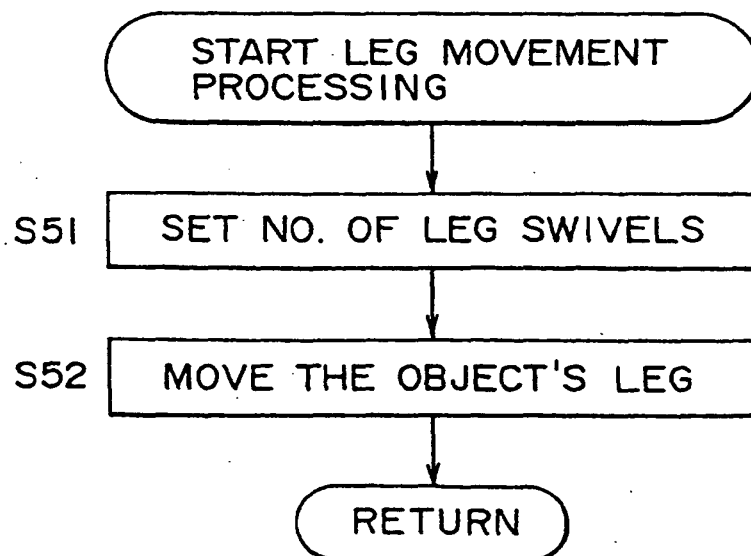 START LEG MOVEMENT
PROCESSING
S51
SET NO. OF LEG SWIVELS
S52
MOVE THE OBJECT'S LEG
RETURN